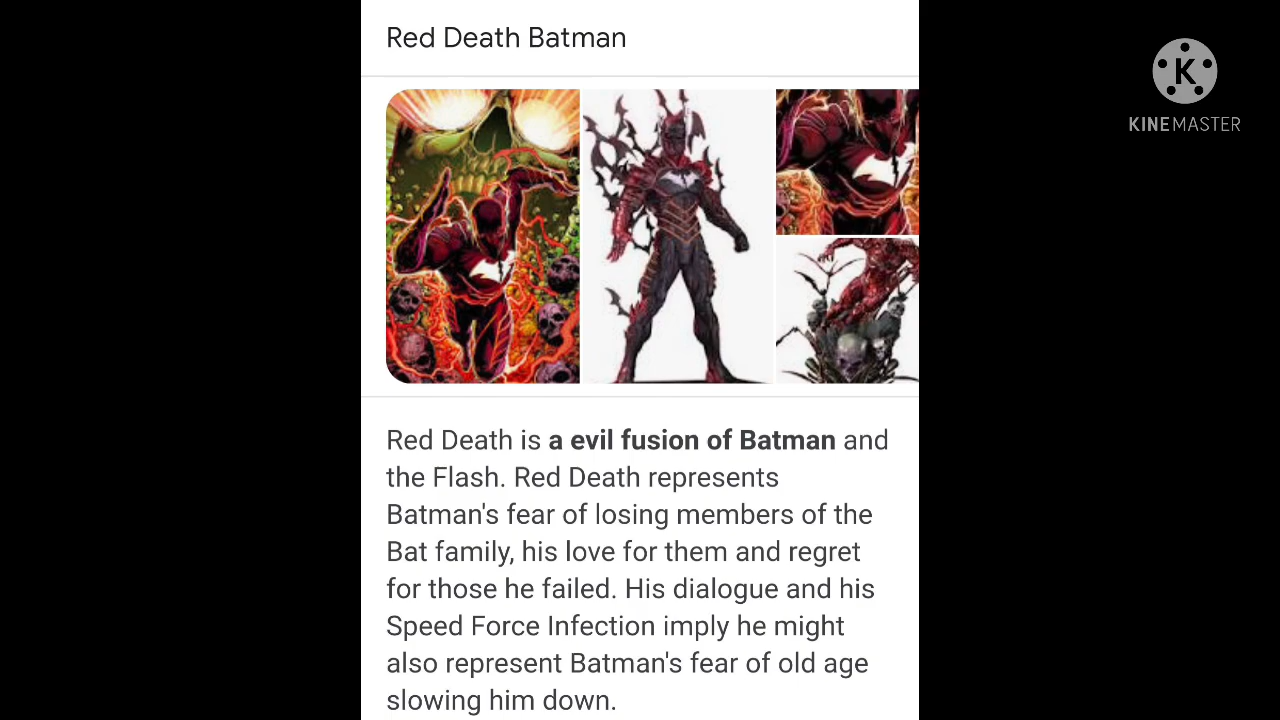 Red Death Batman
K
KINEMASTER
Red Death is a evil fusion of Batman and
the Flash. Red Death represents
Batman's fear of losing members of the
Bat family, his love for them and regret
for those he failed. His dialogue and his
Speed Force Infection imply he might
also represent Batman's fear of old age
slowing him down.